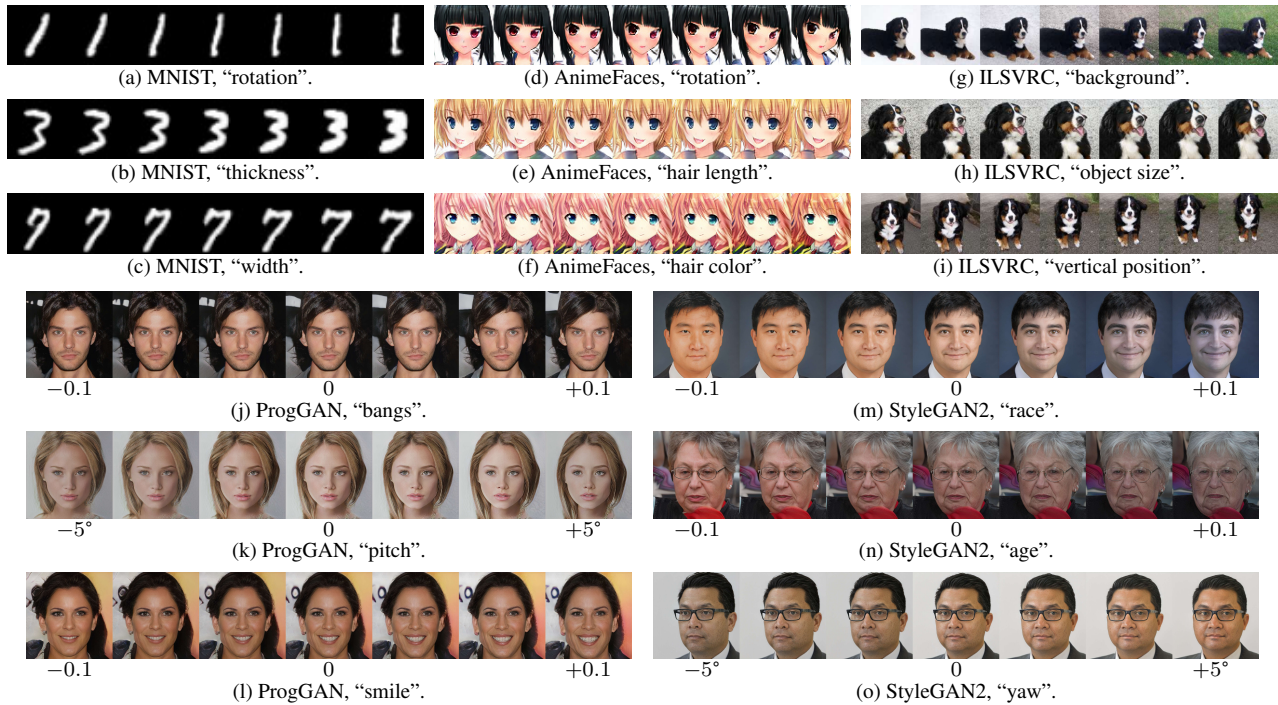 (a) MNIST, “rotation”.
(d) AnimeFaces, “rotation”.
(g) ILSVRC, “background”.
(b) MNIST, “thickness”.
(e) AnimeFaces, “hair length”.
(h) ILSVRC, “object size”.
(c) MNIST, “width”.
(f) AnimeFaces, “hair color”.
(i) ILSVRC, “vertical position”.
−0.1 0 +0.1
(j) ProgGAN, “bangs”.
−0.1 0 +0.1
(m) StyleGAN2, “race”.
−5° 0 +5°
(k) ProgGAN, “pitch”.
−0.1 0 +0.1
(n) StyleGAN2, “age”.
−0.1 0 +0.1
(l) ProgGAN, “smile”.
−5° 0 +5°
(o) StyleGAN2, “yaw”.